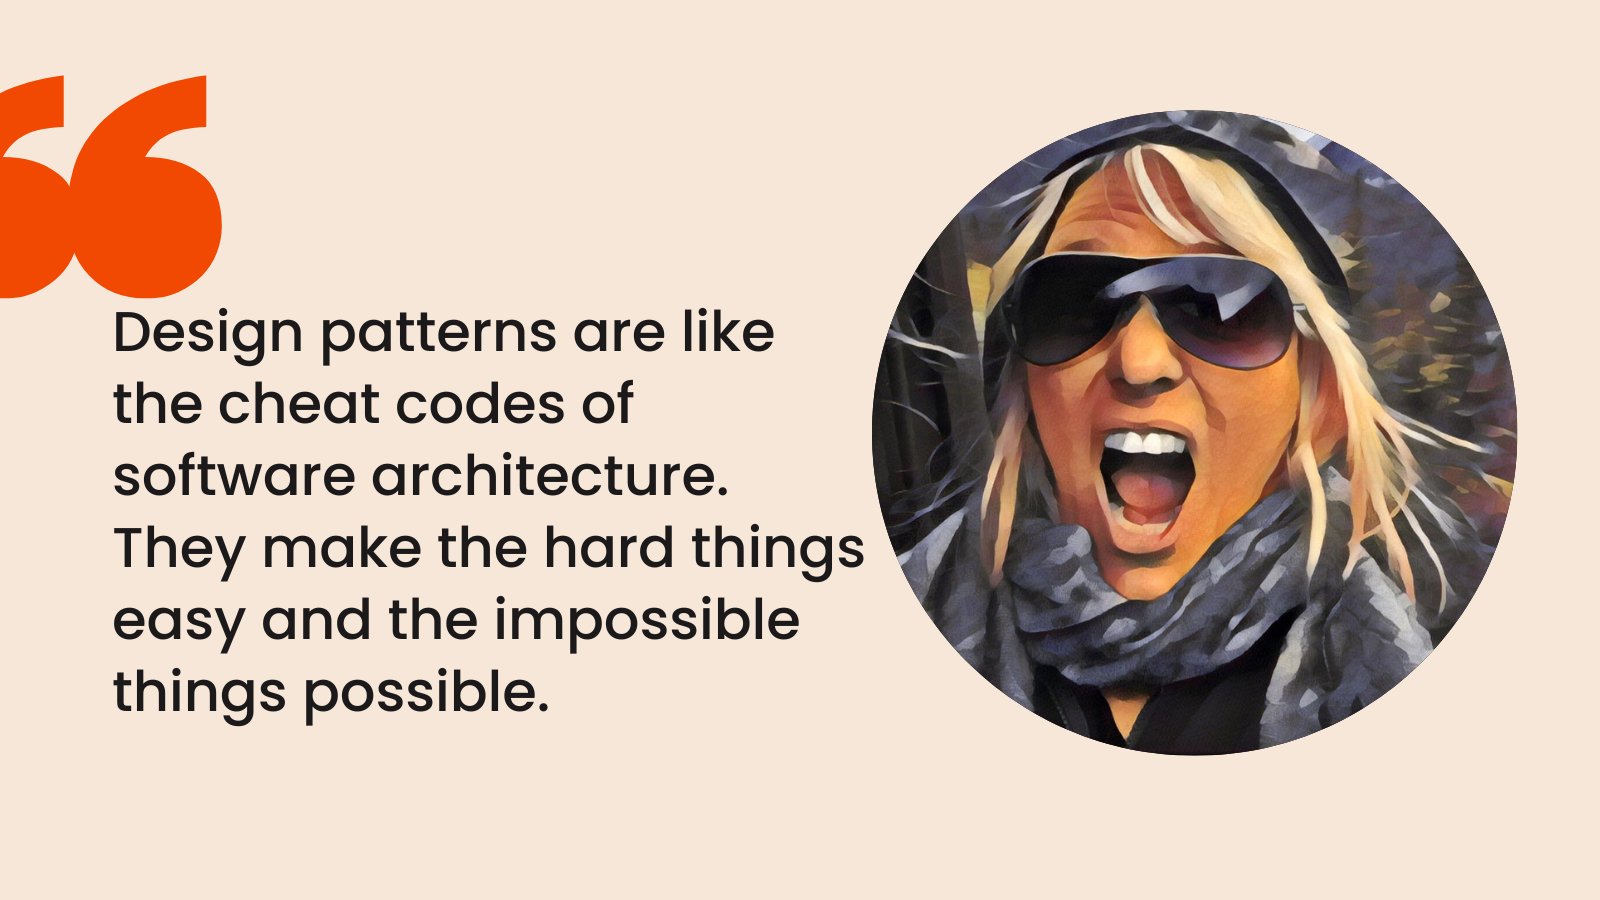 Design patterns are like
the cheat codes of
software architecture.
They make the hard things
easy and the impossible
things possible.